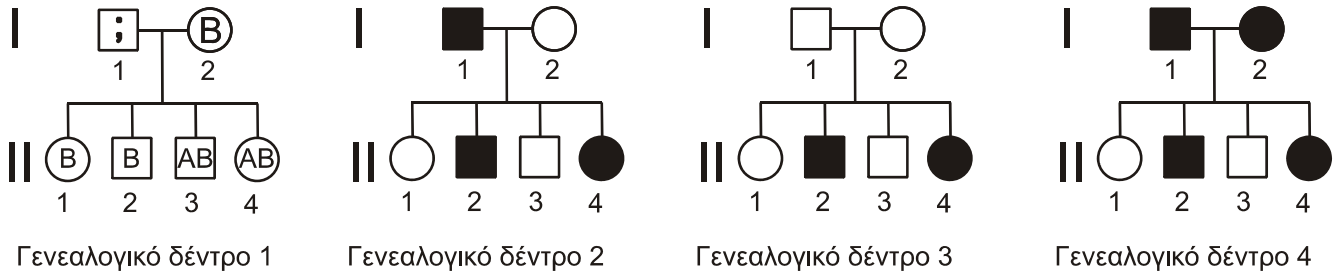 I ; B I I I
1 2 1 2 1 2 1 2
II B B AB AB II II II
1 2 3 4 1 2 3 4 1 2 3 4 1 2 3 4
Γενεαλογικό δέντρο 1 Γενεαλογικό δέντρο 2 Γενεαλογικό δέντρο 3 Γενεαλογικό δέντρο 4